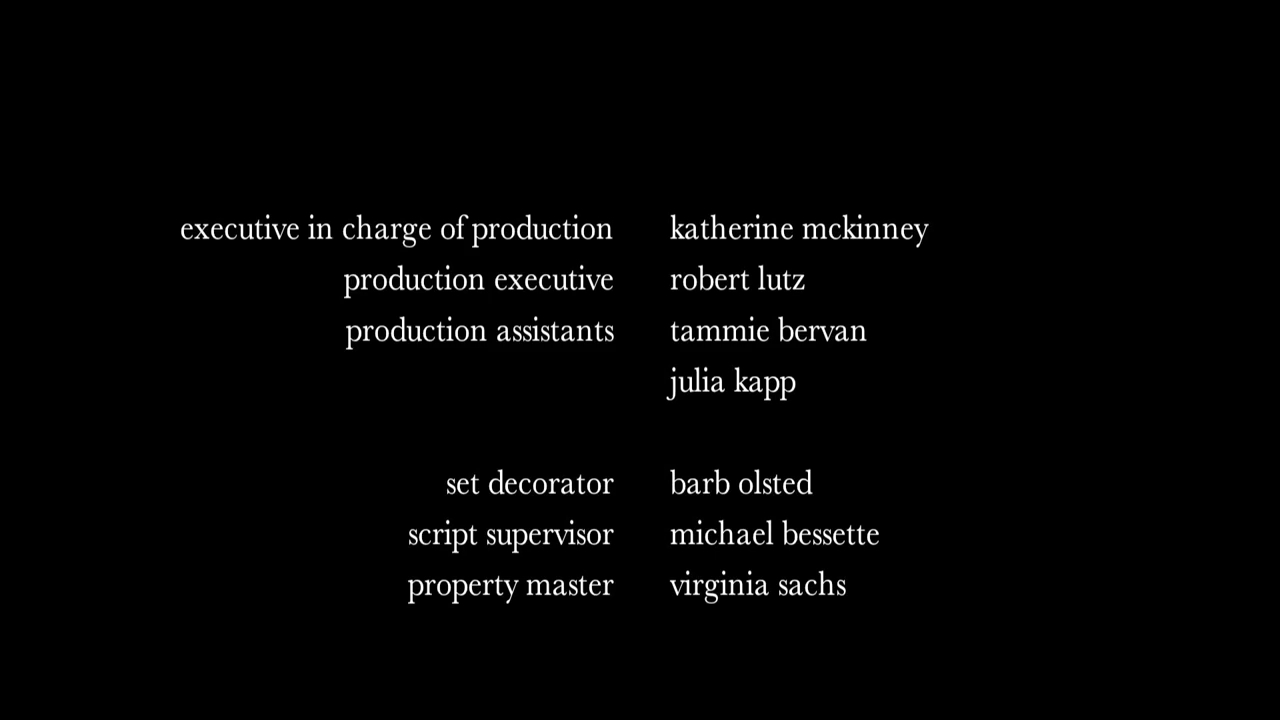 executive in charge of production katherine mckinney
production executive robert lutz
production assistants tammie bervan
julia kapp
set decorator barb olsted
script supervisor michael bessette
property master virginia sachs